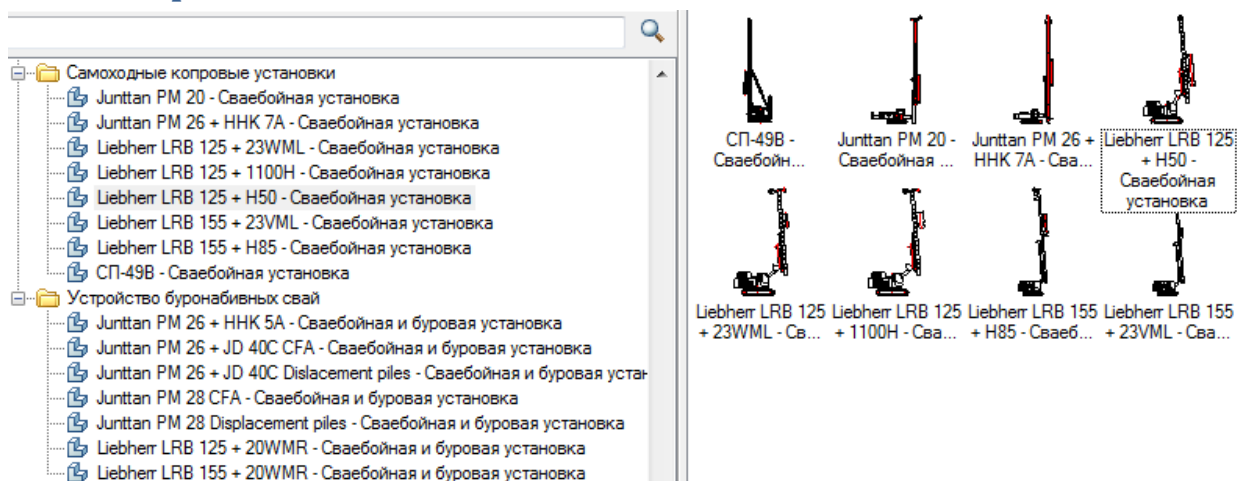 Самоходные копровые установки
Junttan PM 20 - Сваебойная установка
Junttan PM 26 + HHK 7A - Сваебойная установка
Liebherr LRB 125 + 23WML - Сваебойная установка
Liebherr LRB 125 + 1100H - Сваебойная установка
Liebherr LRB 125 + H50 - Сваебойная установка
Liebherr LRB 155 + 23VML - Сваебойная установка
Liebherr LRB 155 + H85 - Сваебойная установка
СП-49В - Сваебойная установка
Устройство буронабивных свай
Junttan PM 26 + HHK 5A - Сваебойная и буровая установка
Junttan PM 26 + JD 40C CFA - Сваебойная и буровая установка
Junttan PM 26 + JD 40C Dislacement piles - Сваебойная и буровая устан
Junttan PM 28 CFA - Сваебойная и буровая установка
Junttan PM 28 Displacement piles - Сваебойная и буровая установка
Liebherr LRB 125 + 20WMR - Сваебойная и буровая установка
Liebherr LRB 155 + 20WMR - Сваебойная и буровая установка
СП-49В -
Сваебойн...
Junttan PM 20 -
Сваебойная ...
Junttan PM 26 +
HHK 7A - Сва...
Liebherr LRB 125
+ H50 -
Сваебойная
установка
Liebherr LRB 125
+ 23WML - Св...
Liebherr LRB 125
+ 1100H - Сва...
Liebherr LRB 155
+ H85 - Сваеб...
Liebherr LRB 155
+ 23VML - Сва...